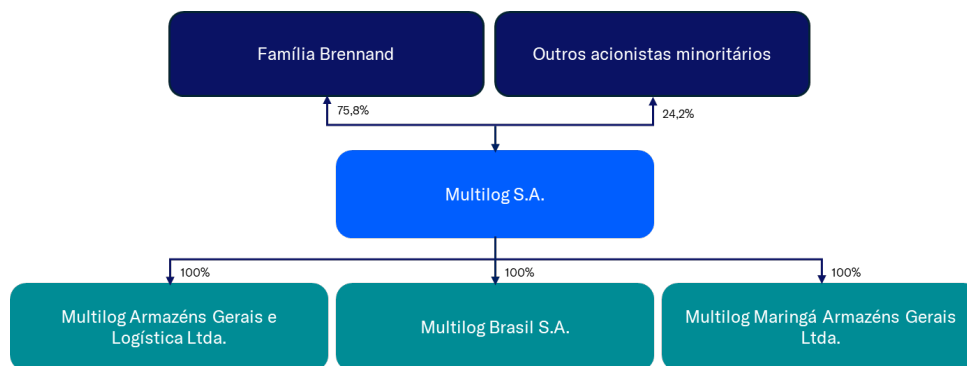 Família Brennand
Outros acionistas minoritários
75,8%
24,2%
Multilog S.A.
100%
100%
100%
Multilog Armazéns Gerais e
Logística Ltda.
Multilog Brasil S.A.
Multilog Maringá Armazéns Gerais
Ltda.